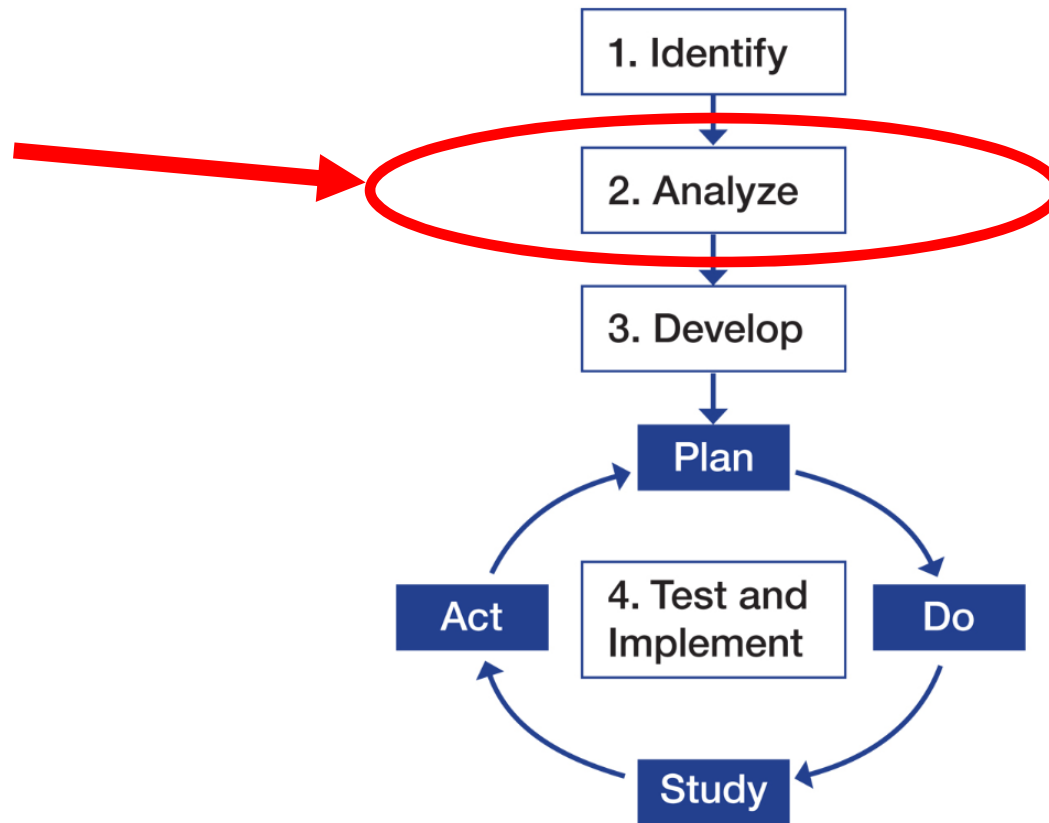 1. Identify
2. Analyze
3. Develop
Plan
Act
4. Test and
Implement
Do
Study